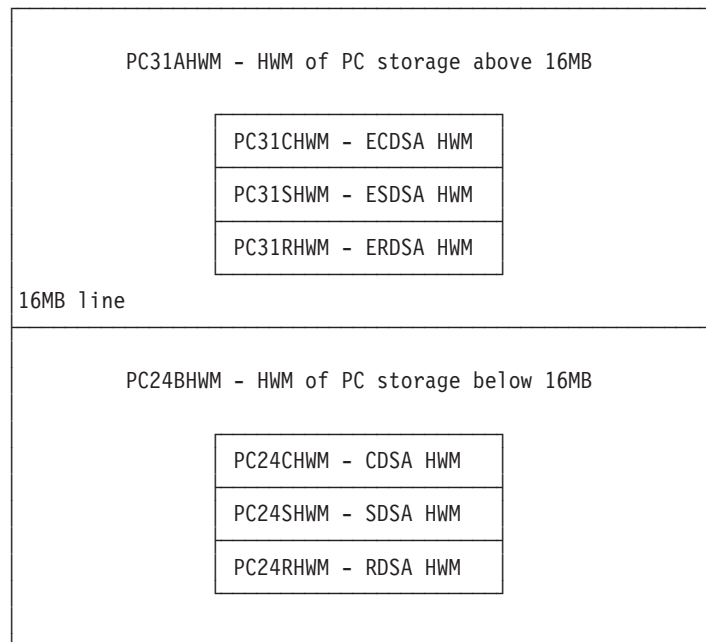 PC31AHWM - HWM of PC storage above 16MB
PC31CHWM - ECDSA HWM
PC31SHWM - ESDSA HWM
PC31RHWM - ERDSA HWM
16MB line
PC24BHWM - HWM of PC storage below 16MB
PC24CHWM - CDSA HWM
PC24SHWM - SDSA HWM
PC24RHWM - RDSA HWM